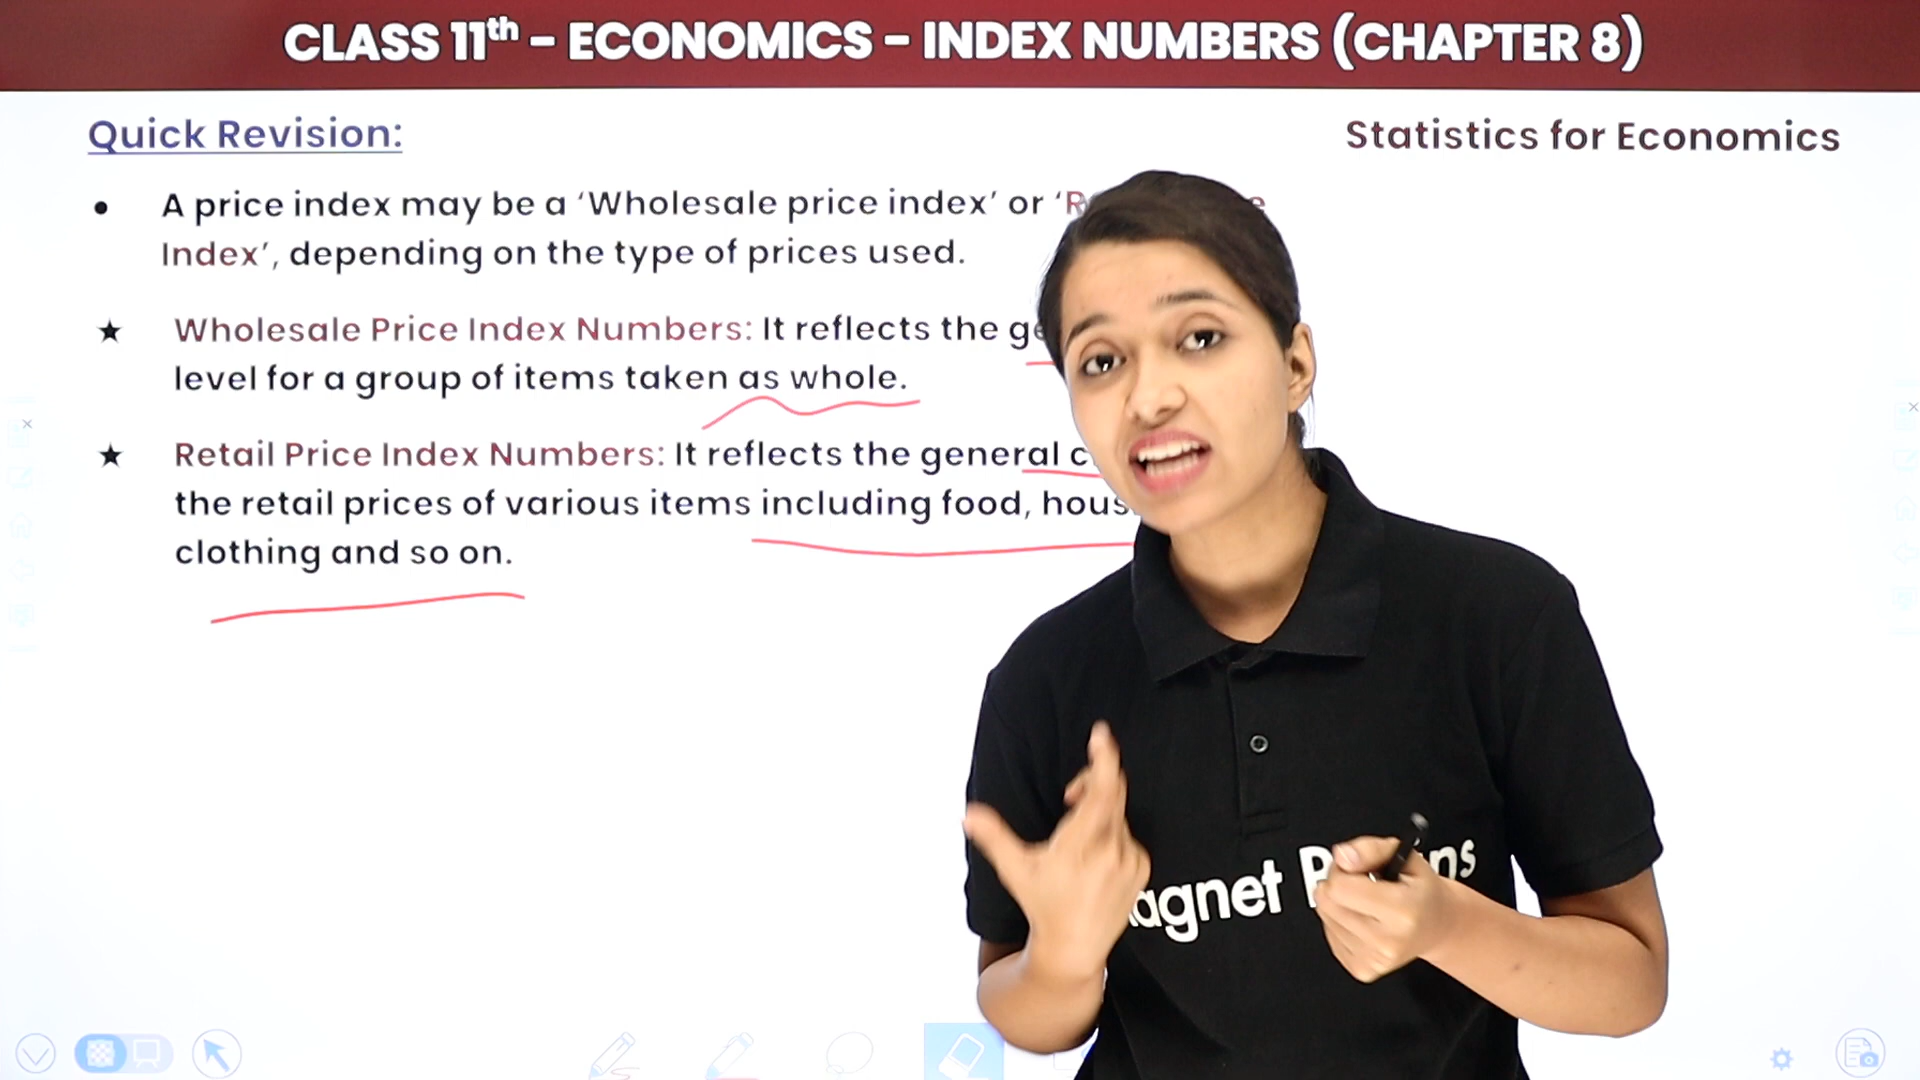 CLASS 11th – ECONOMICS – INDEX NUMBERS (CHAPTER 8)
Quick Revision:
Statistics for Economics
• A price index may be a ‘Wholesale price index’ or
Index’, depending on the type of prices used.
★ Wholesale Price Index Numbers: It reflects the
level for a group of items taken as whole.
★ Retail Price Index Numbers: It reflects the general
the retail prices of various items including food,
clothing and so on.
agnet